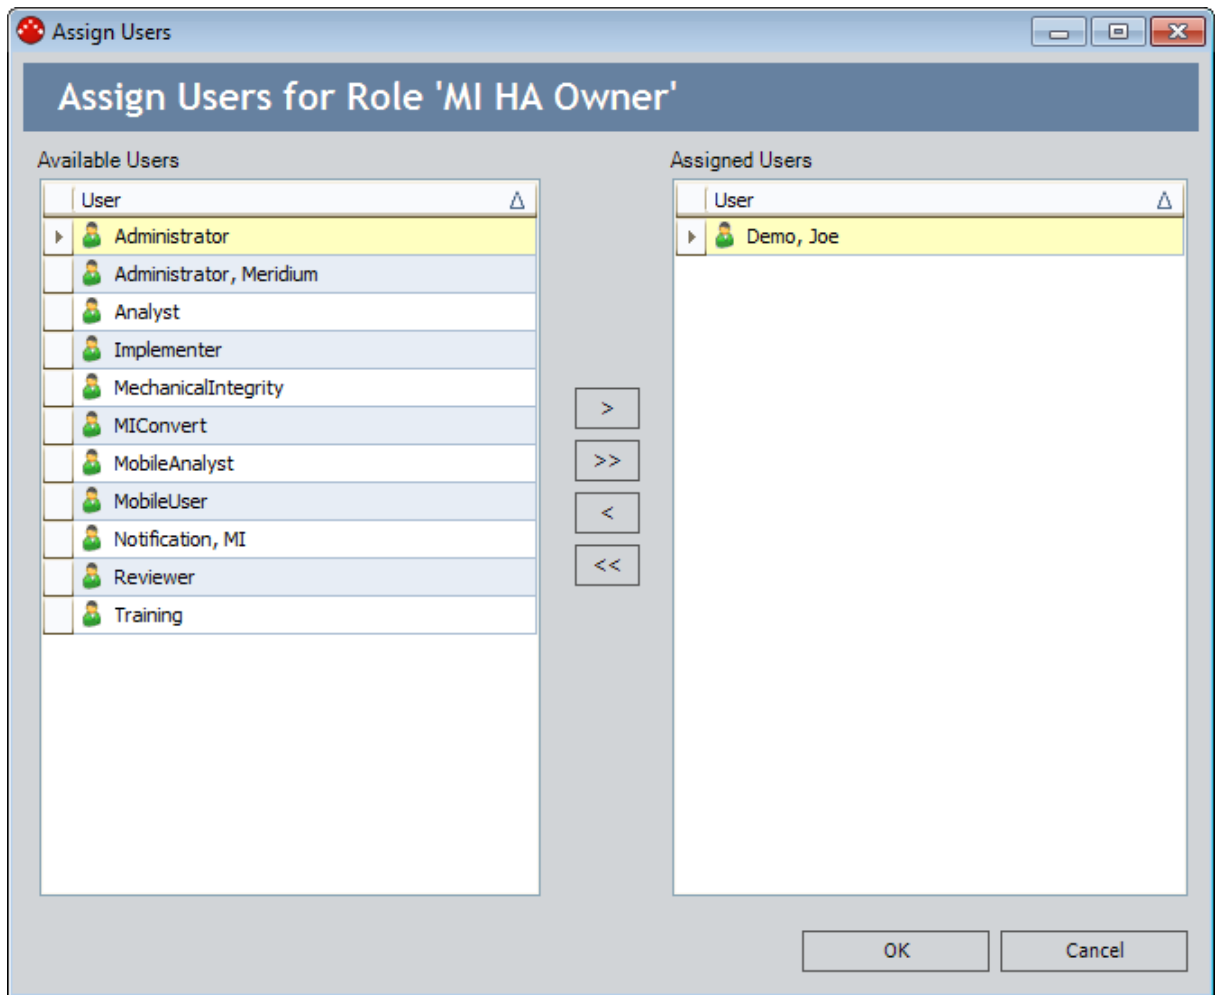 Assign Users
Assign Users for Role 'MI HA Owner'
Available Users
User
Administrator
Administrator, Meridium
Analyst
Implementer
MechanicalIntegrity
MIConvert
MobileAnalyst
MobileUser
Notification, MI
Reviewer
Training
>
>>
<
<<
Assigned Users
User
Demo, Joe
OK
Cancel